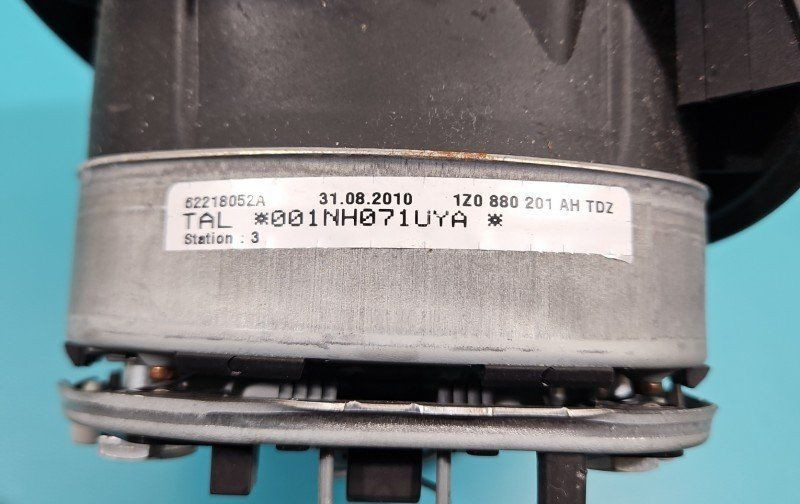 62218052A 31.08.2010 1Z0 880 201 AH TDZ
TAL *001NH071UYA *
Station : 3